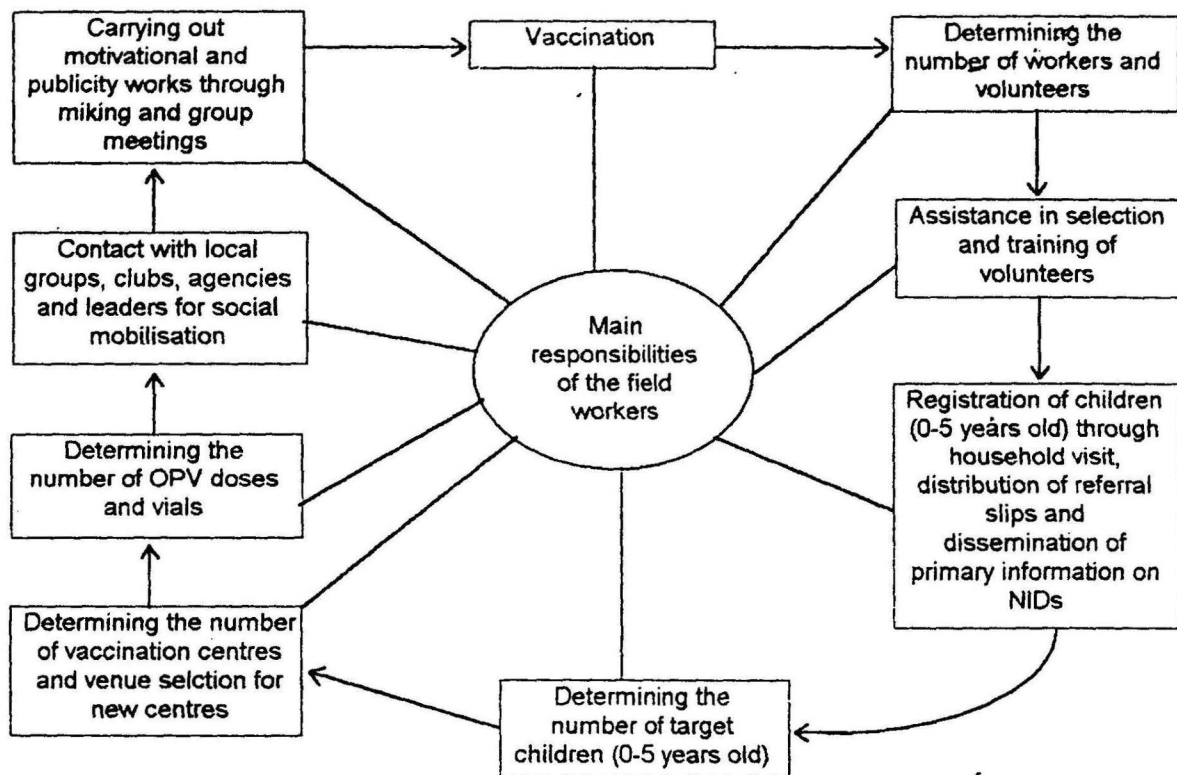 Carrying out
motivational and
publicity works through
miking and group
meetings
Vaccination
Determining the
number of workers and
volunteers
Assistance in selection
and training of
volunteers
Registration of children
(0-5 years old) through
household visit,
distribution of referral
slips and
dissemination of
primary information on
NIDs
Determining the
number of target
children (0-5 years old)
Determining the number
of vaccination centres
and venue selction for
new centres
Determining the
number of OPV doses
and vials
Contact with local
groups, clubs, agencies
and leaders for social
mobilisation
Main
responsibilities
of the field
workers